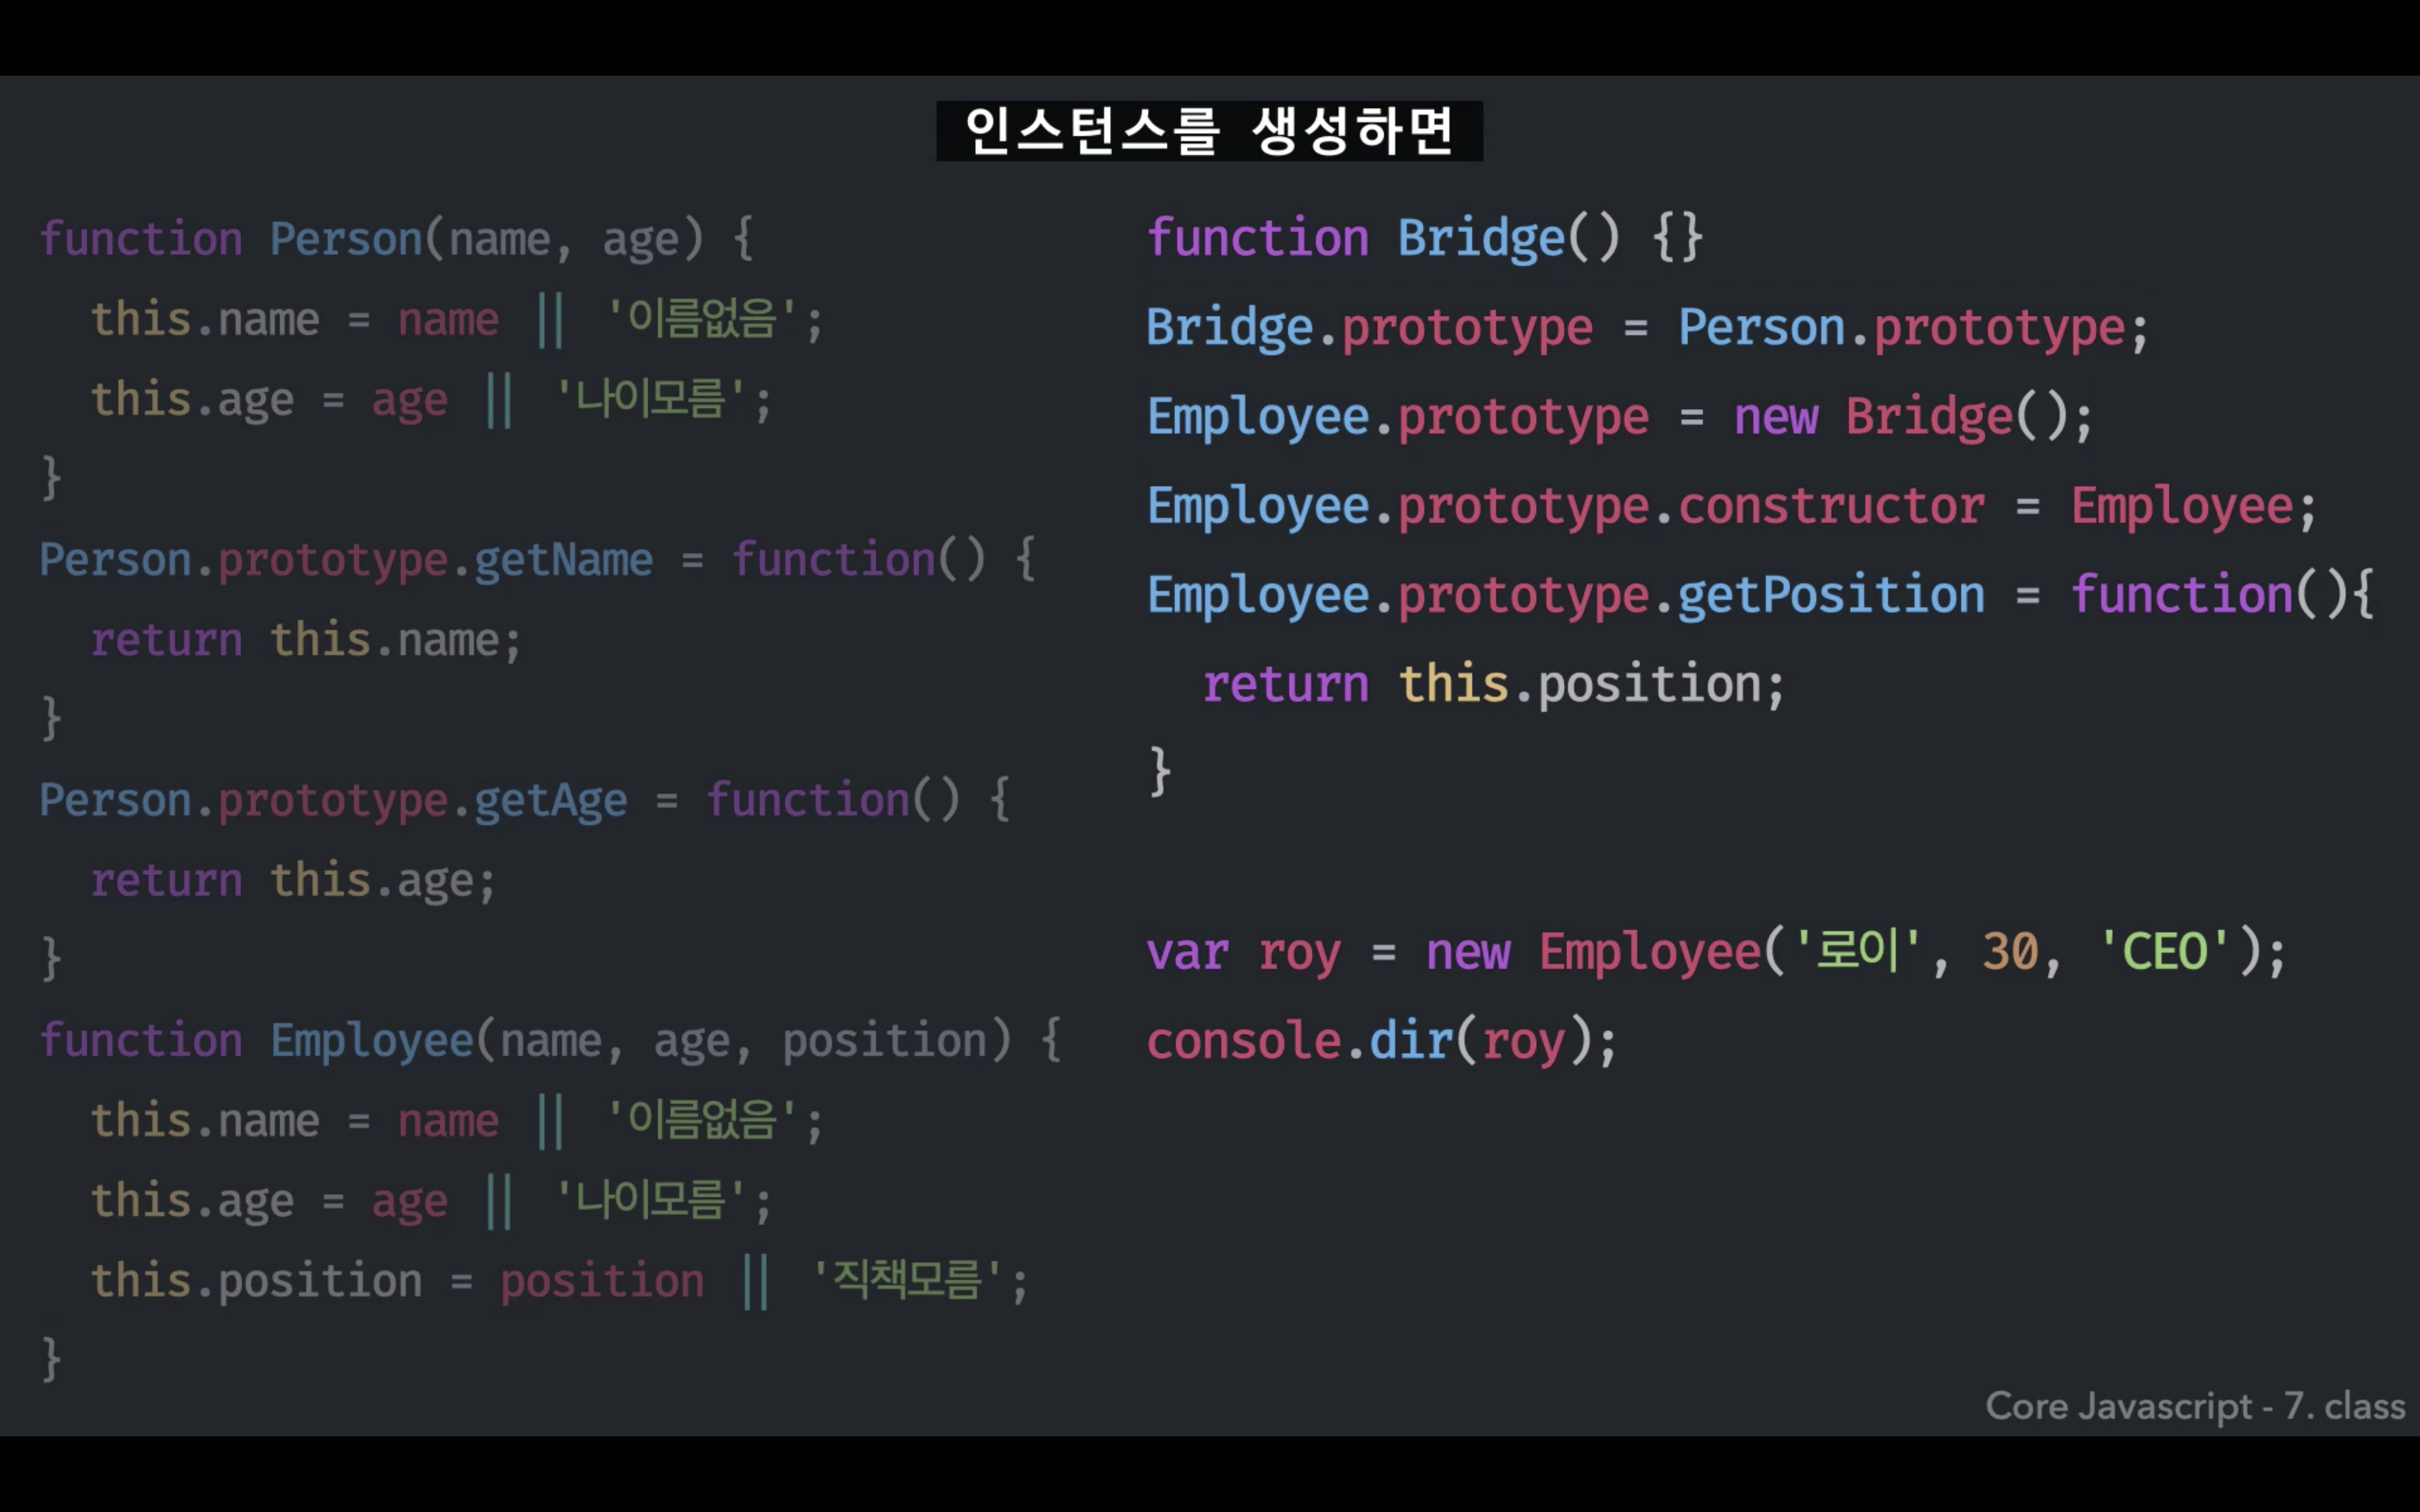 인스턴스를 생성하면
function Person(name, age) {
  this.name = name || '이름없음';
  this.age = age || '나이모름';
}
Person.prototype.getName = function() {
  return this.name;
}
Person.prototype.getAge = function() {
  return this.age;
}
function Employee(name, age, position) {
  this.name = name || '이름없음';
  this.age = age || '나이모름';
  this.position = position || '직책모름';
}
function Bridge() {}
Bridge.prototype = Person.prototype;
Employee.prototype = new Bridge();
Employee.prototype.constructor = Employee;
Employee.prototype.getPosition = function(){
  return this.position;
}
var roy = new Employee('로이', 30, 'CEO');
console.dir(roy);
Core Javascript - 7. class